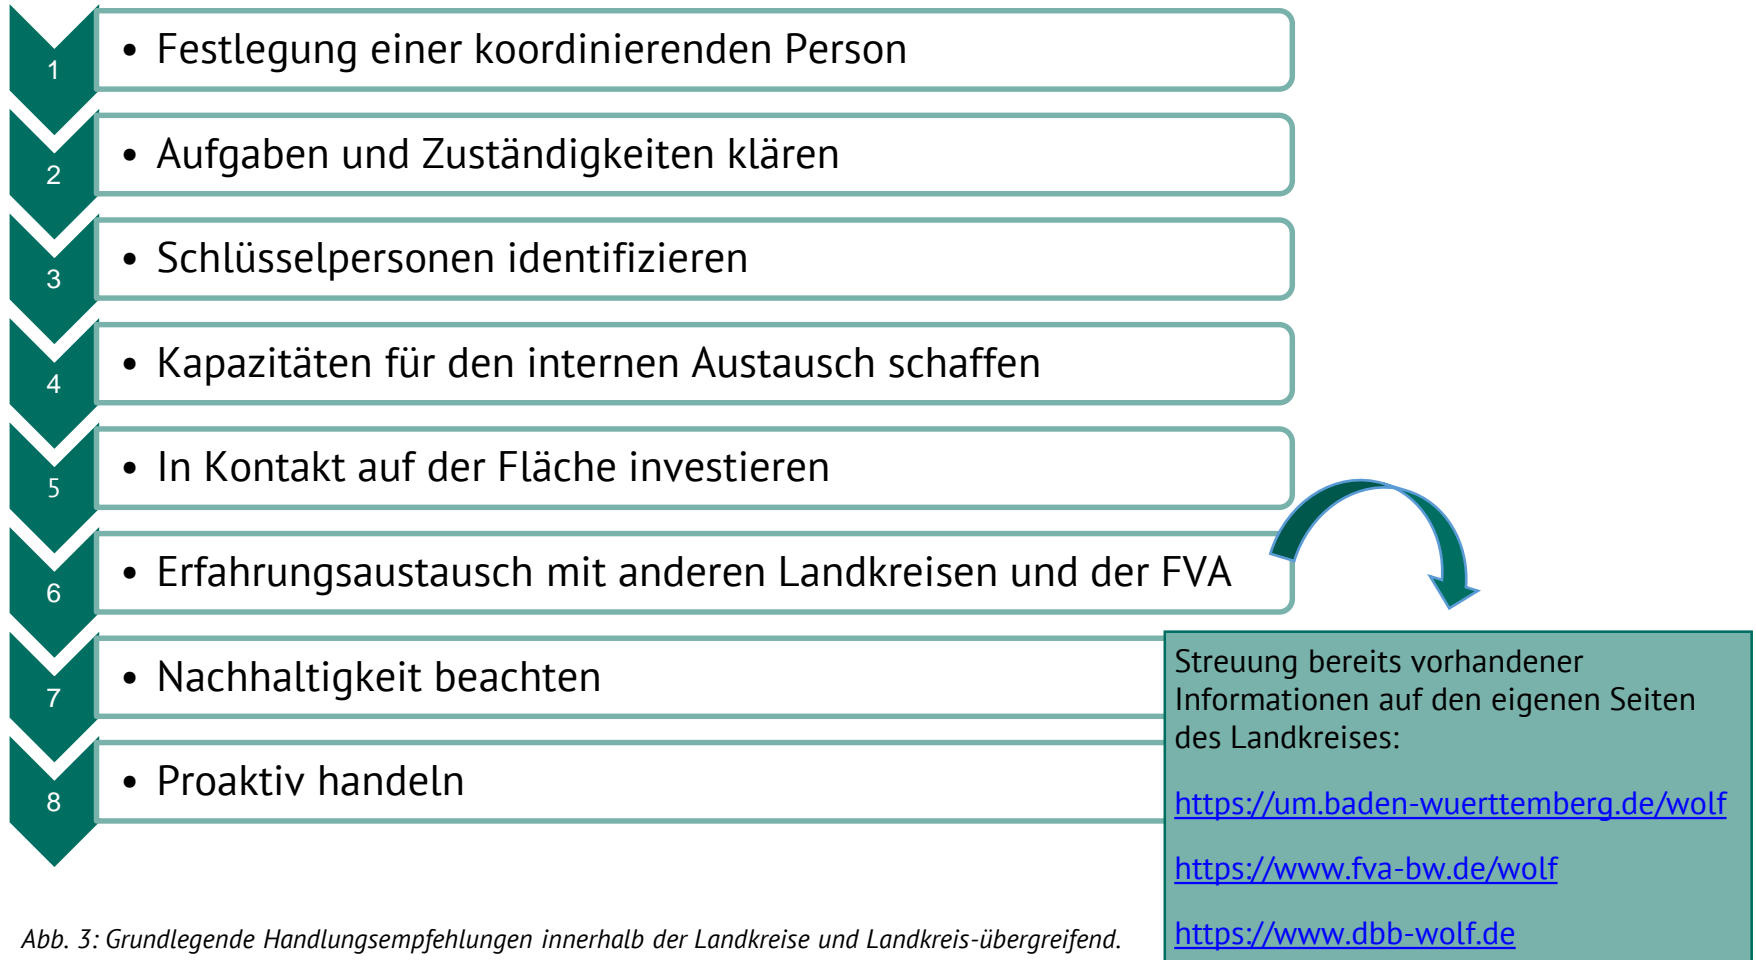 1
• Festlegung einer koordinierenden Person
2
• Aufgaben und Zuständigkeiten klären
3
• Schlüsselpersonen identifizieren
4
• Kapazitäten für den internen Austausch schaffen
5
• In Kontakt auf der Fläche investieren
6
• Erfahrungsaustausch mit anderen Landkreisen und der FVA
7
• Nachhaltigkeit beachten
8
• Proaktiv handeln
Streuung bereits vorhandener
Informationen auf den eigenen Seiten
des Landkreises:
https://um.baden-wuerttemberg.de/wolf
https://www.fva-bw.de/wolf
https://www.dbb-wolf.de
Abb. 3: Grundlegende Handlungsempfehlungen innerhalb der Landkreise und Landkreis-übergreifend.